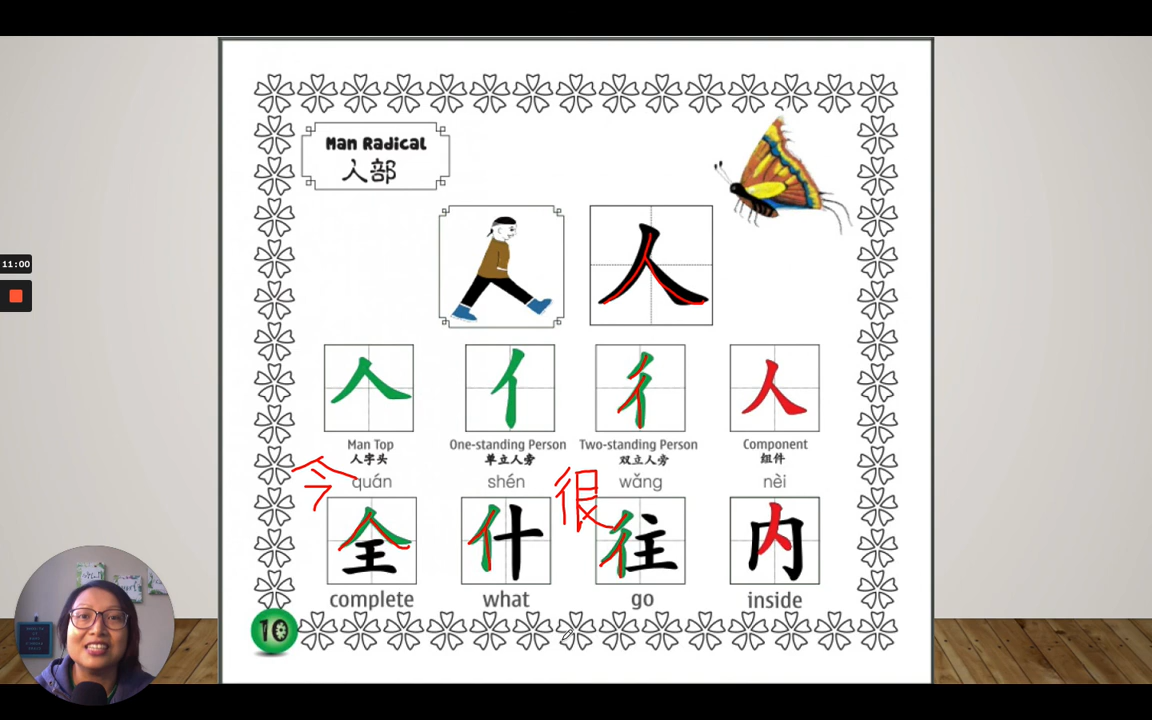 Man Radical
人部
人
11:00
人
亻
彳
人
Man Top
One-standing Person
Two-standing Person
Component
人字头
单立人旁
双立人旁
组件
今
很
quán
shén
wǎng
nèi
全
什
往
内
complete
what
go
inside
10